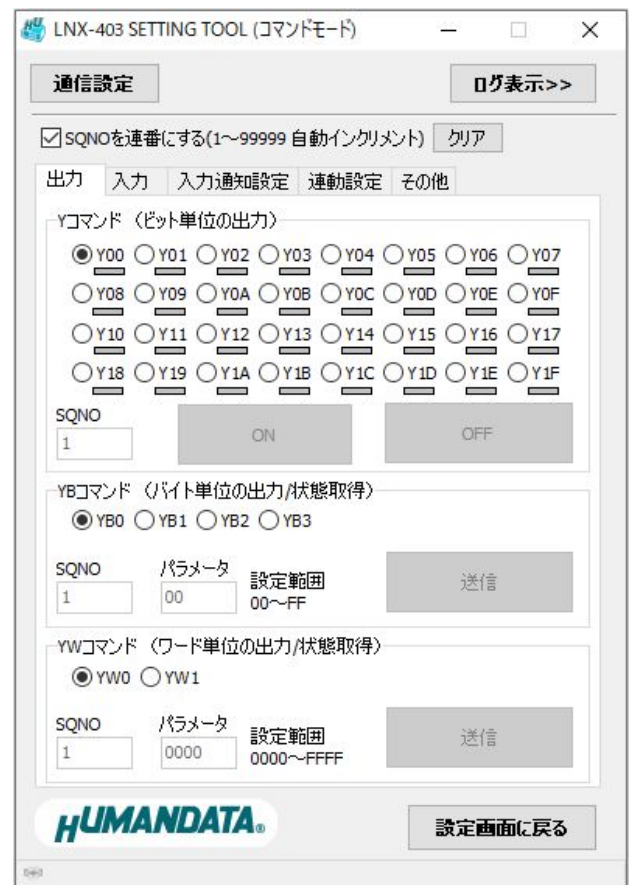 LNX-403 SETTING TOOL (コマンドモード)
通信設定 ログ表示>>
SQNOを連番にする(1～99999 自動インクリメント) クリア
出力 入力 入力通知設定 連動設定 その他
Yコマンド （ビット単位の出力）
Y00 Y01 Y02 Y03 Y04 Y05 Y06 Y07
Y08 Y09 Y0A Y0B Y0C Y0D Y0E Y0F
Y10 Y11 Y12 Y13 Y14 Y15 Y16 Y17
Y18 Y19 Y1A Y1B Y1C Y1D Y1E Y1F
SQNO
1 ON OFF
YBコマンド （バイト単位の出力/状態取得）
YB0 YB1 YB2 YB3
SQNO パラメータ 設定範囲
1 00 00～FF 送信
YWコマンド （ワード単位の出力/状態取得）
YW0 YW1
SQNO パラメータ 設定範囲
1 0000 0000～FFFF 送信
HUMANDATA® 設定画面に戻る